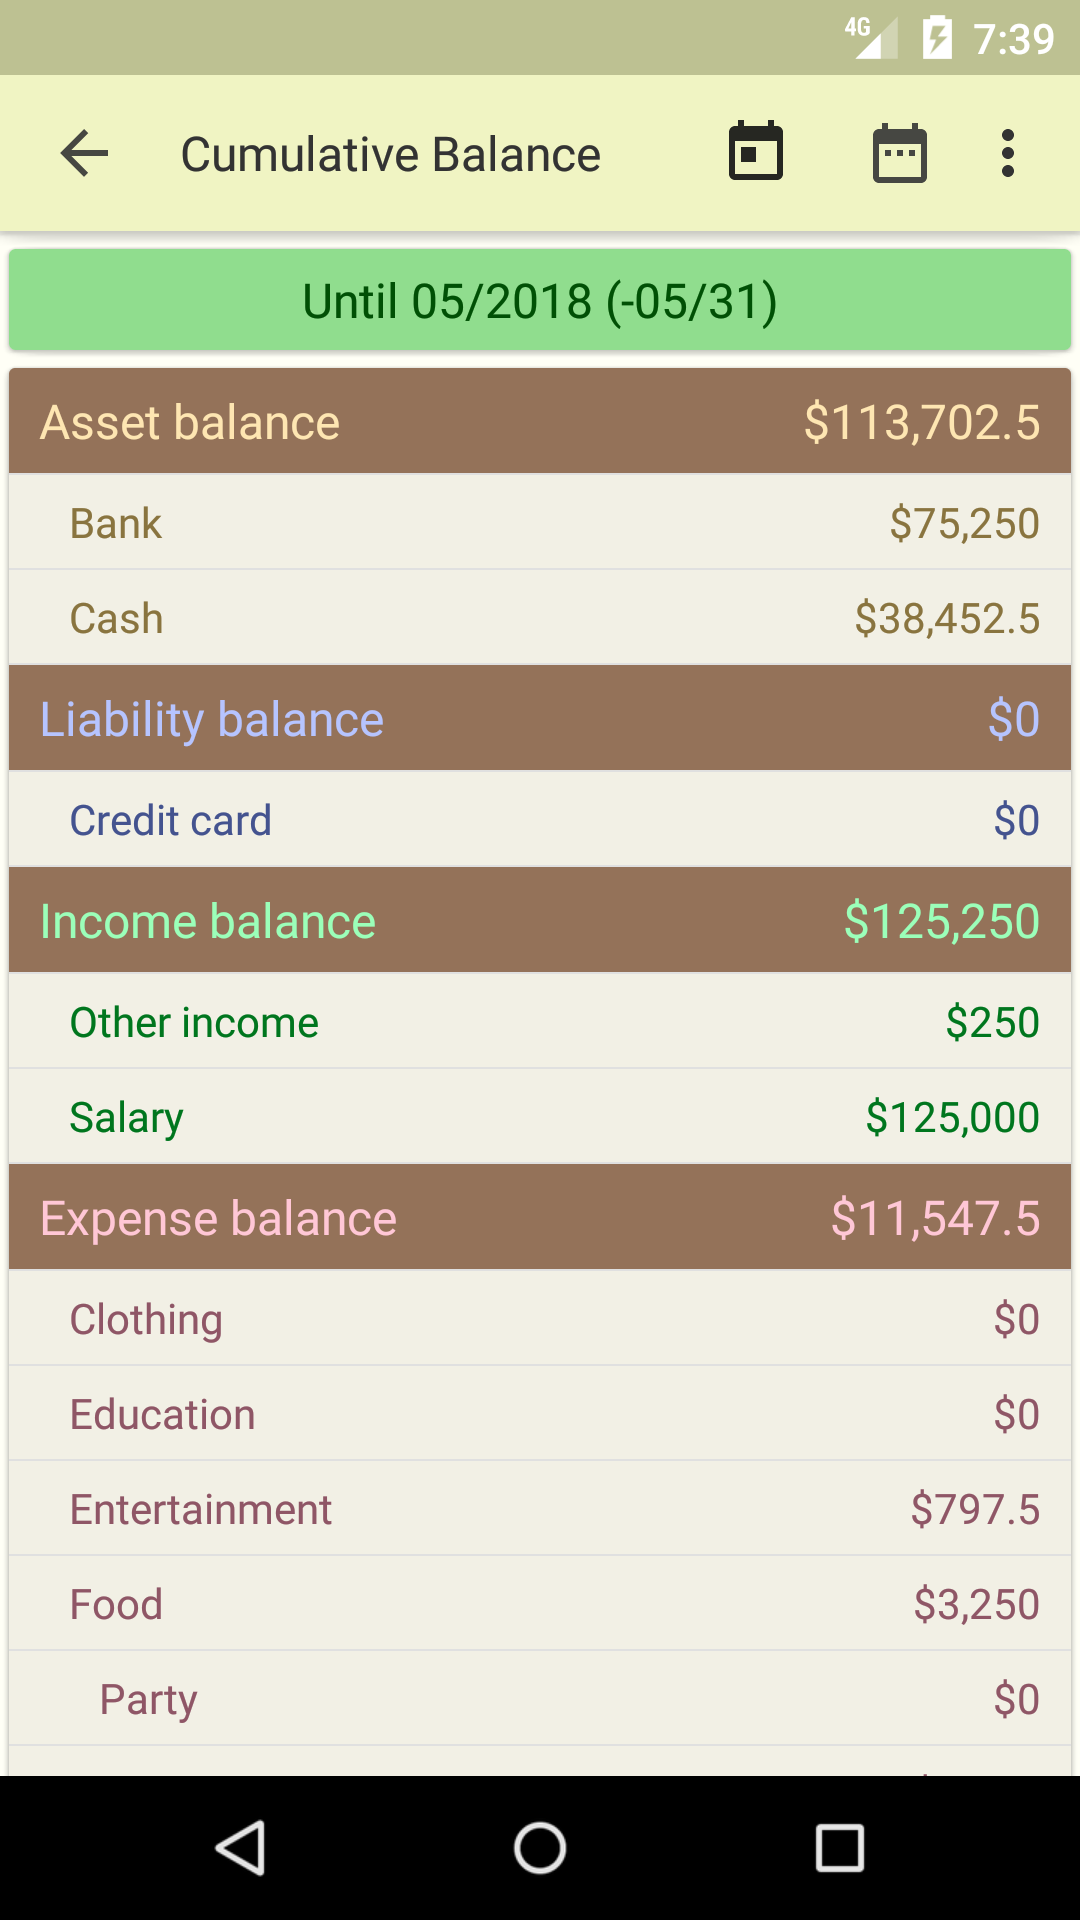 4G 7:39
Cumulative Balance
Until 05/2018 (-05/31)
Asset balance $113,702.5
Bank $75,250
Cash $38,452.5
Liability balance $0
Credit card $0
Income balance $125,250
Other income $250
Salary $125,000
Expense balance $11,547.5
Clothing $0
Education $0
Entertainment $797.5
Food $3,250
Party $0